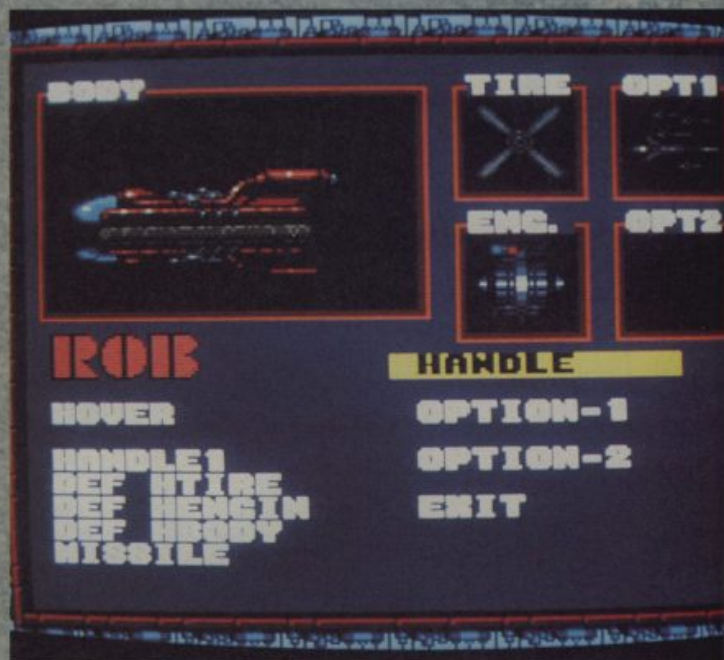 BODY
TIRE
OPT1
ENG.
OPT2
ROB
HANDLE
HOVER
OPTION-1
HANDLE1
OPTION-2
DEF HTIRE
DEF HENGIN
EXIT
DEF HBODY
MISSILE